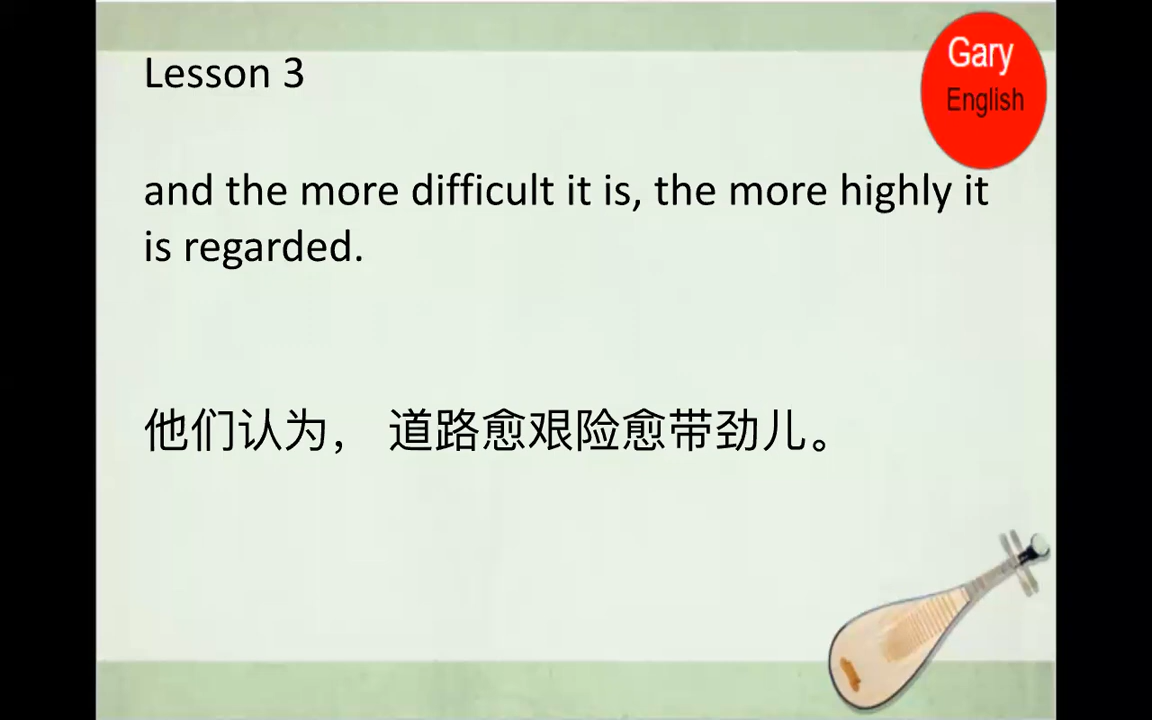 Lesson 3
Gary
English
and the more difficult it is, the more highly it
is regarded.
他们认为， 道路愈艰险愈带劲儿。